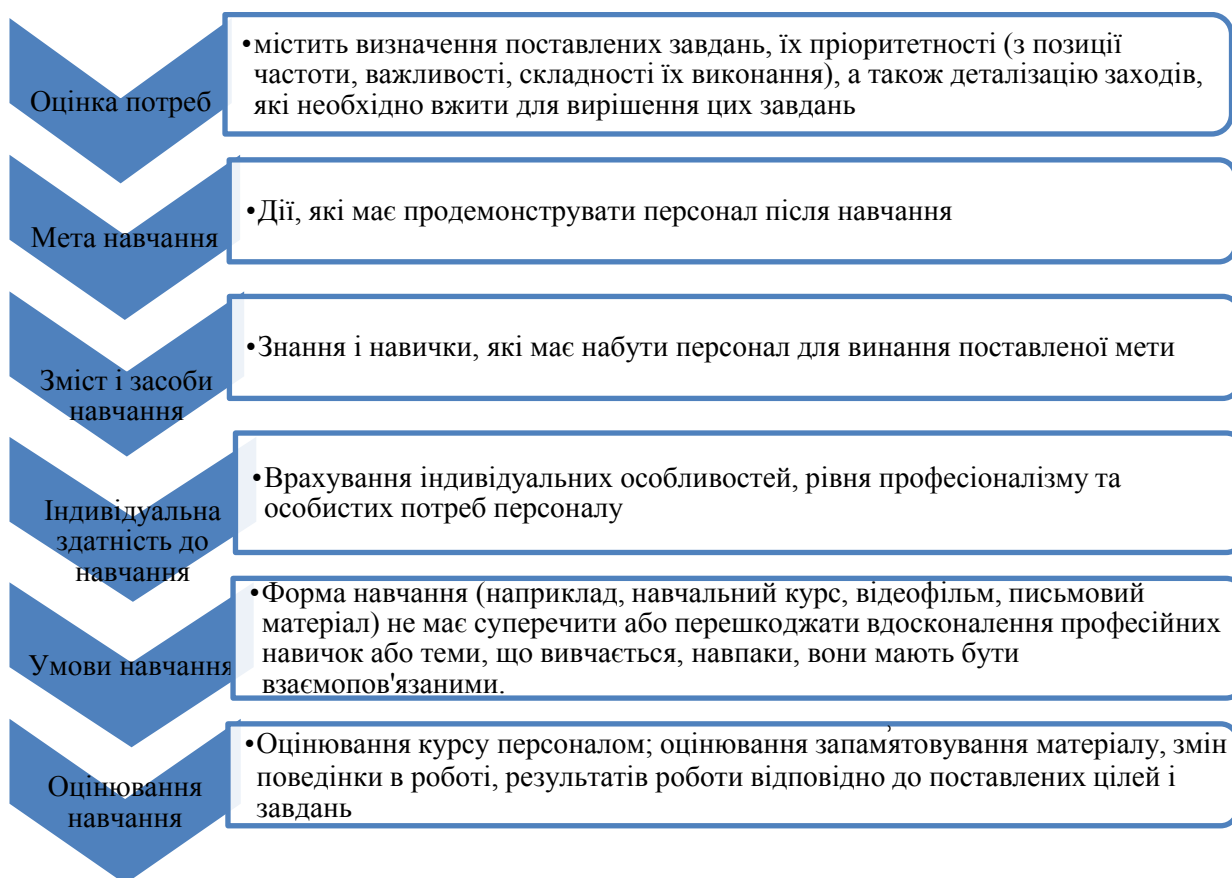 Оцінка потреб
•містить визначення поставлених завдань, їх пріоритетності (з позиції
частоти, важливості, складності їх виконання), а також деталізацію заходів,
які необхідно вжити для вирішення цих завдань
Мета навчання
•Дії, які має продемонструвати персонал після навчання
Зміст і засоби
навчання
•Знання і навички, які має набути персонал для винання поставленої мети
Індивідуальна
здатність до
навчання
•Врахування індивідуальних особливостей, рівня професіоналізму та
особистих потреб персоналу
Умови навчання
•Форма навчання (наприклад, навчальний курс, відеофільм, письмовий
матеріал) не має суперечити або перешкоджати вдосконалення професійних
навичок або теми, що вивчається, навпаки, вони мають бути
взаємопов'язаними.
Оцінювання
навчання
•Оцінювання курсу персоналом; оцінювання запам’ятовування матеріалу, змін
поведінки в роботі, результатів роботи відповідно до поставлених цілей і
завдань